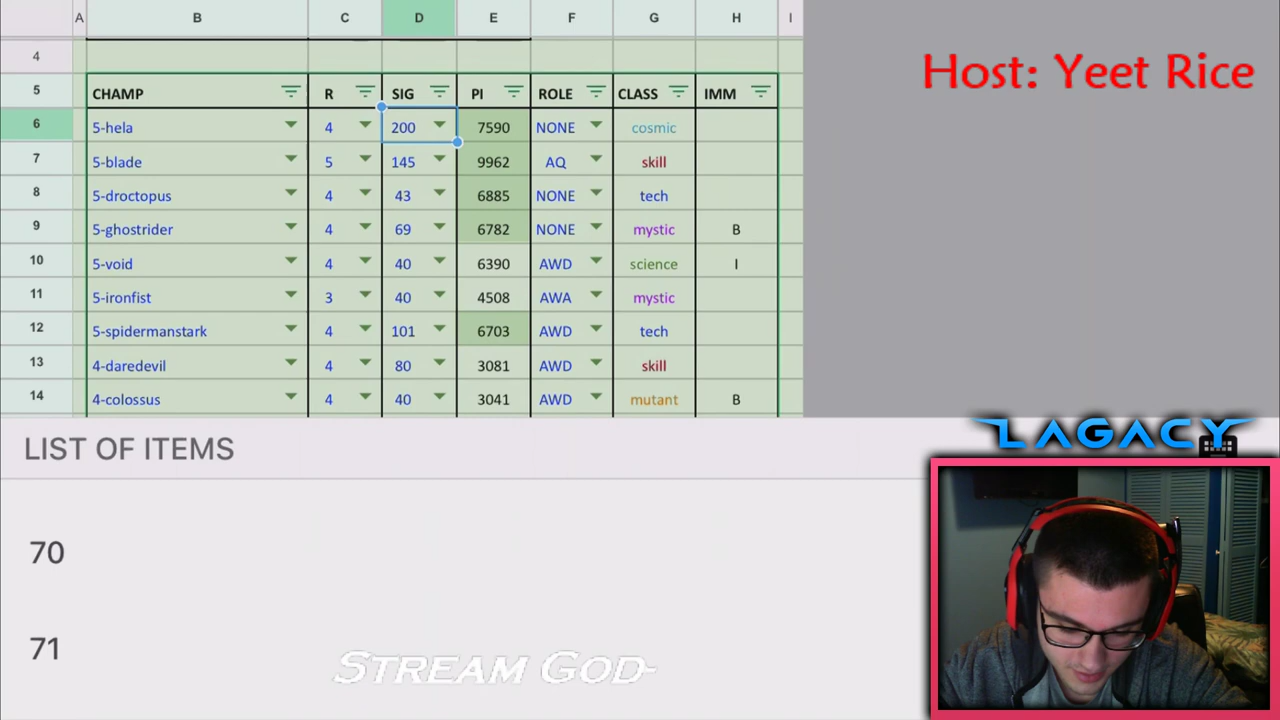 A B C D E F G H I
4
5 CHAMP R SIG PI ROLE CLASS IMM
6 5-hela 4 200 7590 NONE cosmic
7 5-blade 5 145 9962 AQ skill
8 5-droctopus 4 43 6885 NONE tech
9 5-ghostrider 4 69 6782 NONE mystic B
10 5-void 4 40 6390 AWD science I
11 5-ironfist 3 40 4508 AWA mystic
12 5-spidermanstark 4 101 6703 AWD tech
13 4-daredevil 4 80 3081 AWD skill
14 4-colossus 4 40 3041 AWD mutant B
Host: Yeet Rice
LIST OF ITEMS
LAGACY
70
71
STREAM GOD~